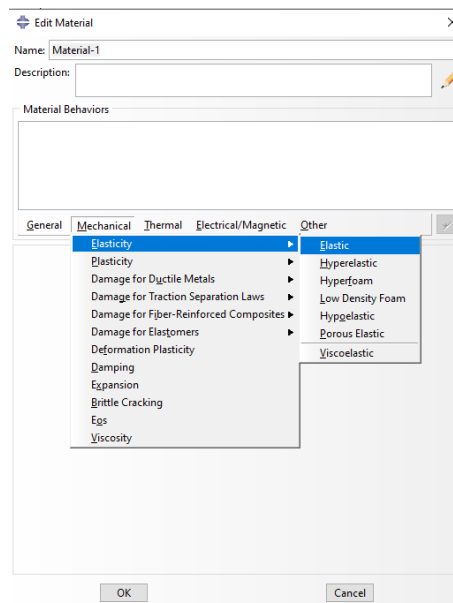 Edit Material
Name: Material-1
Description:
Material Behaviors
General Mechanical Thermal Electrical/Magnetic Other
Elasticity
Plasticity
Damage for Ductile Metals
Damage for Traction Separation Laws
Damage for Fiber-Reinforced Composites
Damage for Elastomers
Deformation Plasticity
Damping
Expansion
Brittle Cracking
Eos
Viscosity
Elastic
Hyperelastic
Hyperfoam
Low Density Foam
Hypoelastic
Porous Elastic
Viscoelastic
OK Cancel